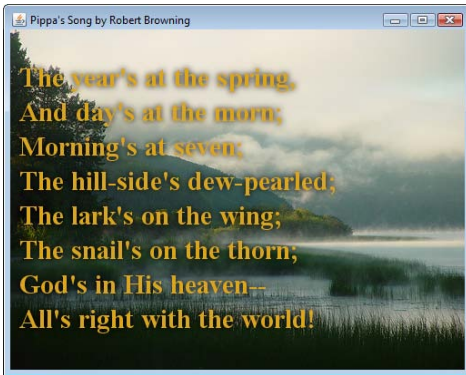 Pippa's Song by Robert Browning
The year's at the spring,
And day's at the morn;
Morning's at seven;
The hill-side's dew-pearled;
The lark's on the wing;
The snail's on the thorn;
God's in His heaven--
All's right with the world!